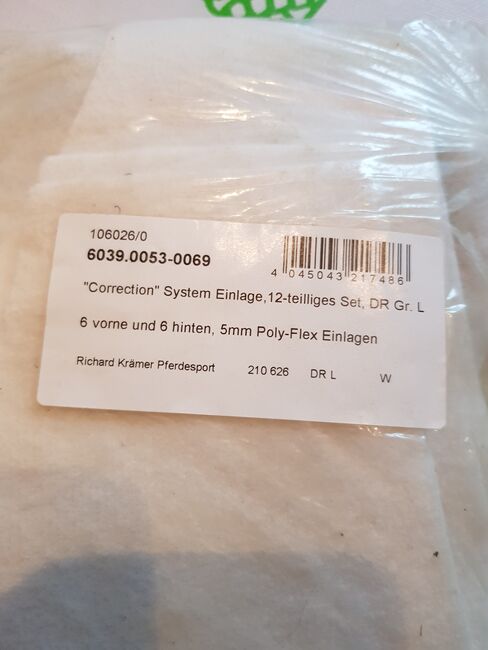 106026/0
6039.0053-0069
4 045043 217486
"Correction" System Einlage,12-teilliges Set, DR Gr. L
6 vorne und 6 hinten, 5mm Poly-Flex Einlagen
Richard Krämer Pferdesport 210 626 DR L W